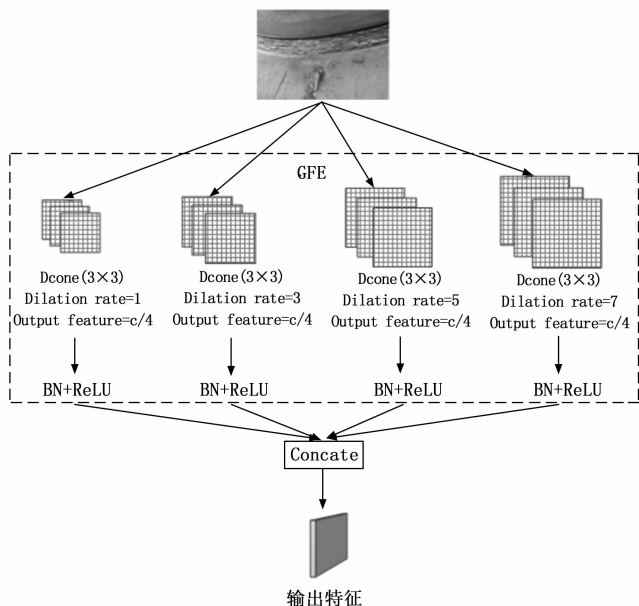 GFE
Dcone(3×3)
Dilation rate=1
Output feature=c/4
BN+ReLU
Dcone(3×3)
Dilation rate=3
Output feature=c/4
BN+ReLU
Dcone(3×3)
Dilation rate=5
Output feature=c/4
BN+ReLU
Dcone(3×3)
Dilation rate=7
Output feature=c/4
BN+ReLU
Concate
输出特征